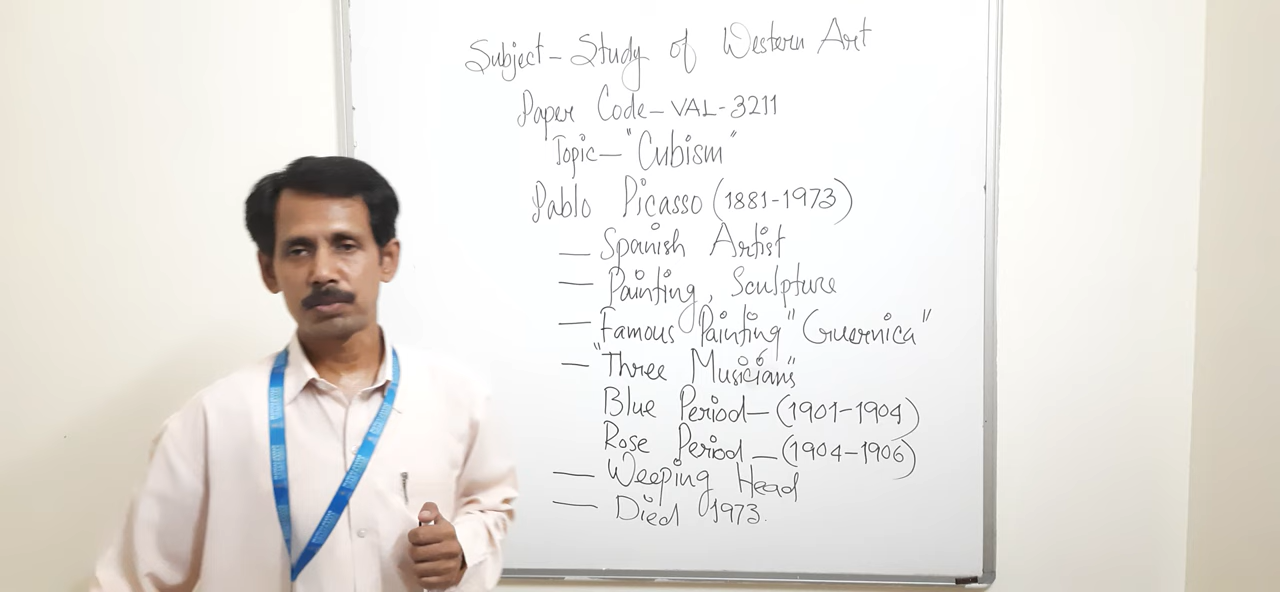 Subject - Study of Western Art
Paper Code - VAL-3211
Topic - "Cubism"
Pablo Picasso (1881-1973)
— Spanish Artist
— Painting, Sculpture
— Famous Painting "Guernica"
— "Three Musicians"
Blue Period - (1901-1904)
Rose Period - (1904-1906)
— Weeping Head
— Died 1973.